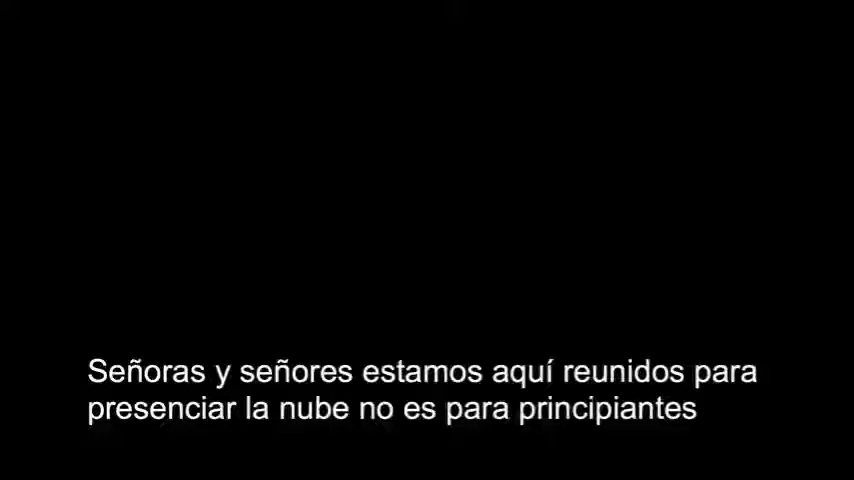 Señoras y señores estamos aquí reunidos para
presenciar la nube no es para principiantes